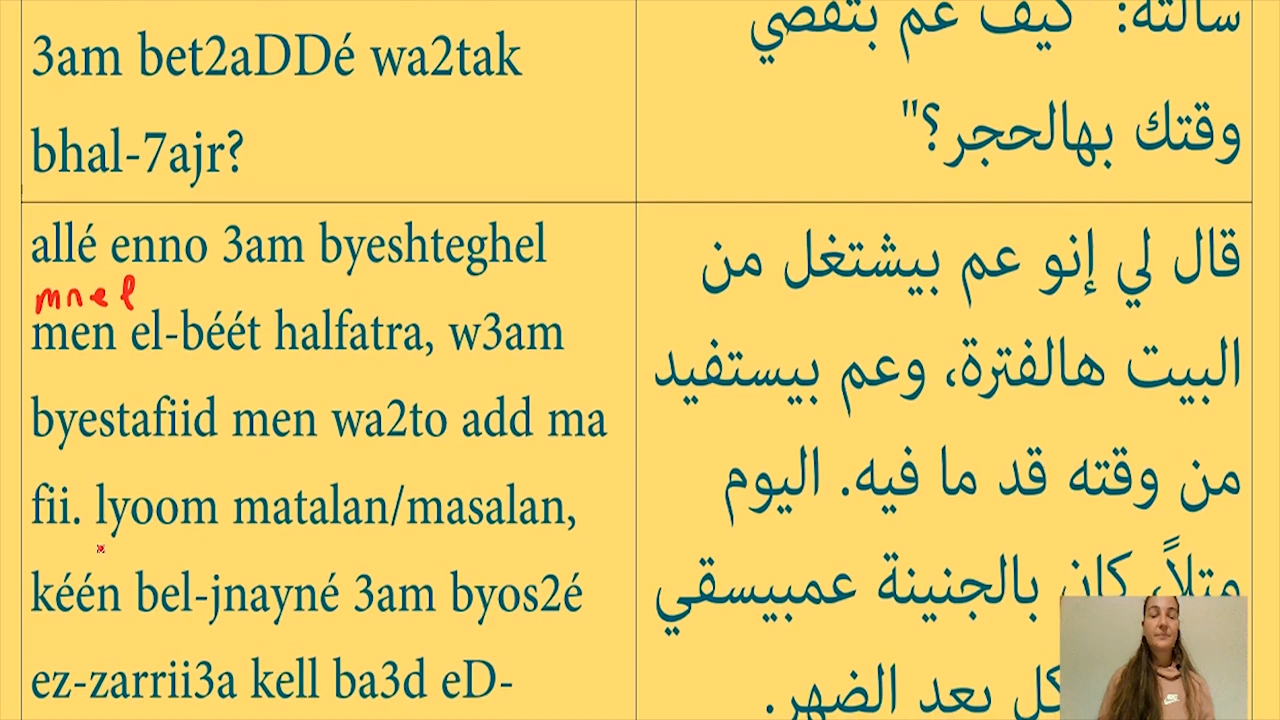 3am bet2aDDé wa2tak
bhal-7ajr?
سألته: "كيف عم بتقضي
وقتك بهالحجر؟"
allé enno 3am byeshteghel
mnel
men el-béét halfatra, w3am
byestafiid men wa2to add ma
fii. lyoom matalan/masalan,
kéén bel-jnayné 3am byos2é
ez-zarrii3a kell ba3d eD-
قال لي إنو عم بيشتغل من
البيت هالفترة، وعم بيستفيد
من وقته قد ما فيه. اليوم
متلاً، كان بالجنينة عمبيسقي
كل بعد الضهر.